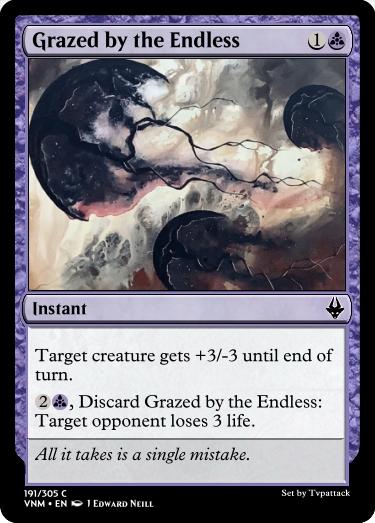 Grazed by the Endless 1
Instant
Target creature gets +3/-3 until end of
turn.
2, Discard Grazed by the Endless:
Target opponent loses 3 life.
All it takes is a single mistake.
191/305 C
VNM • EN J Edward Neill
Set by Tvpattack